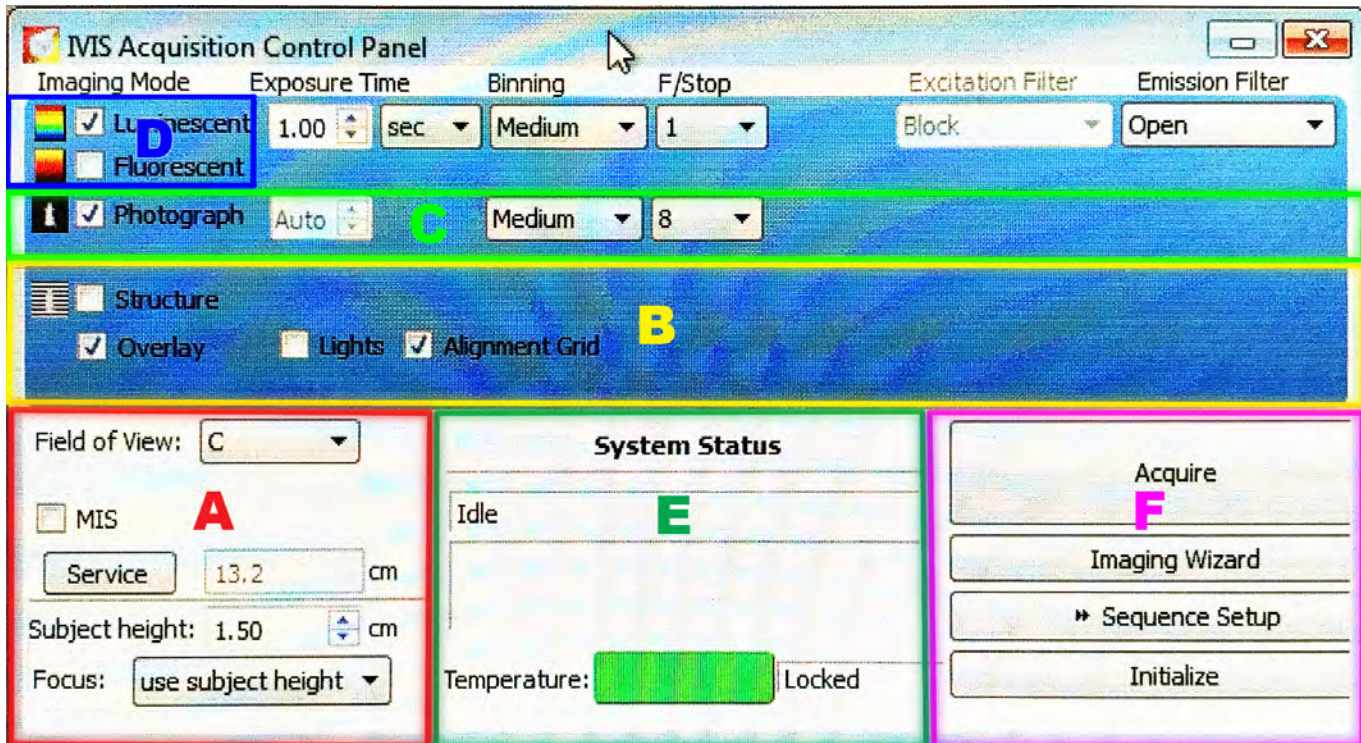 IVIS Acquisition Control Panel
Imaging Mode Exposure Time Binning F/Stop Excitation Filter Emission Filter
Luminescent 1.00 sec Medium 1 Block Open
D
Fluorescent
Photograph Auto C Medium 8
Structure
B
Overlay Lights Alignment Grid
Field of View: C
MIS
A
Service 13.2 cm
Subject height: 1.50 cm
Focus: use subject height
System Status
Idle
E
Temperature: Locked
Acquire
F
Imaging Wizard
Sequence Setup
Initialize